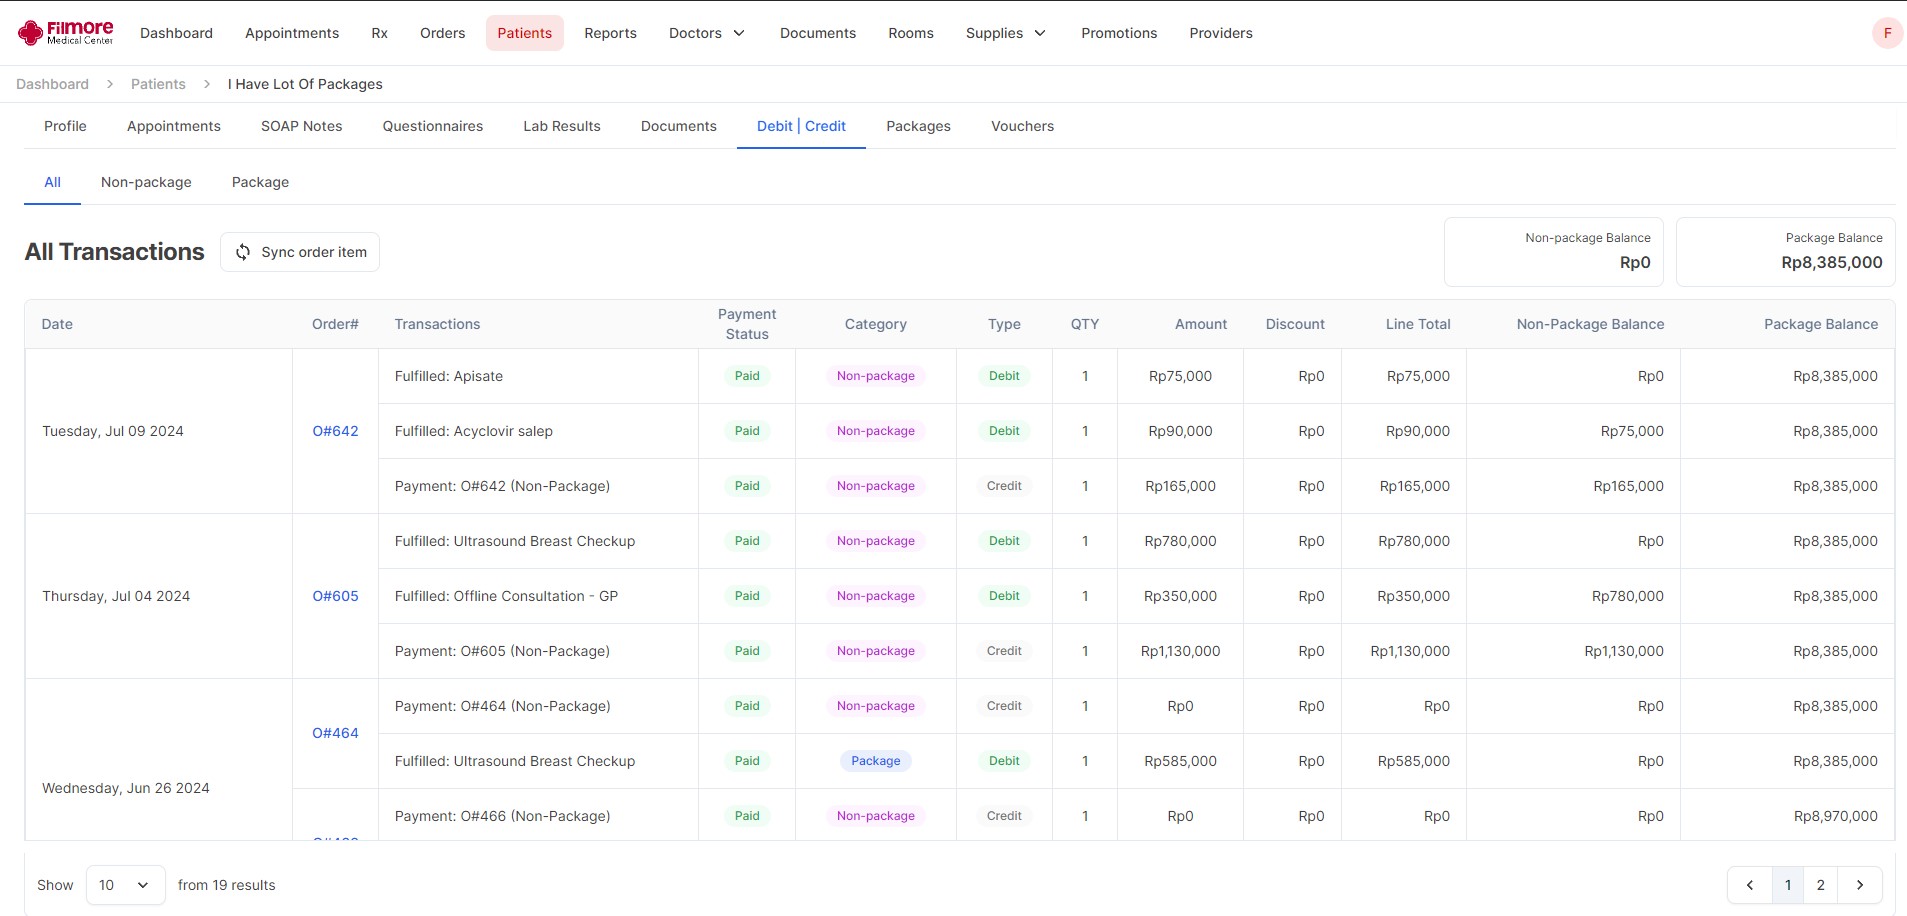 Filmore
Medical Center
Dashboard Appointments Rx Orders Patients Reports Doctors Documents Rooms Supplies Promotions Providers F
Dashboard > Patients > I Have Lot Of Packages
Profile Appointments SOAP Notes Questionnaires Lab Results Documents Debit | Credit Packages Vouchers
All Non-package Package
All Transactions Sync order item
Non-package Balance
Rp0
Package Balance
Rp8,385,000
Date Order# Transactions Payment Status Category Type QTY Amount Discount Line Total Non-Package Balance Package Balance
Tuesday, Jul 09 2024 O#642
Fulfilled: Apisate Paid Non-package Debit 1 Rp75,000 Rp0 Rp75,000 Rp0 Rp8,385,000
Fulfilled: Acyclovir salep Paid Non-package Debit 1 Rp90,000 Rp0 Rp90,000 Rp75,000 Rp8,385,000
Payment: O#642 (Non-Package) Paid Non-package Credit 1 Rp165,000 Rp0 Rp165,000 Rp165,000 Rp8,385,000
Thursday, Jul 04 2024 O#605
Fulfilled: Ultrasound Breast Checkup Paid Non-package Debit 1 Rp780,000 Rp0 Rp780,000 Rp0 Rp8,385,000
Fulfilled: Offline Consultation - GP Paid Non-package Debit 1 Rp350,000 Rp0 Rp350,000 Rp780,000 Rp8,385,000
Payment: O#605 (Non-Package) Paid Non-package Credit 1 Rp1,130,000 Rp0 Rp1,130,000 Rp1,130,000 Rp8,385,000
Wednesday, Jun 26 2024 O#464
Payment: O#464 (Non-Package) Paid Non-package Credit 1 Rp0 Rp0 Rp0 Rp0 Rp8,385,000
Fulfilled: Ultrasound Breast Checkup Paid Package Debit 1 Rp585,000 Rp0 Rp585,000 Rp0 Rp8,385,000
Payment: O#466 (Non-Package) Paid Non-package Credit 1 Rp0 Rp0 Rp0 Rp0 Rp8,970,000
Show 10 from 19 results
1 2